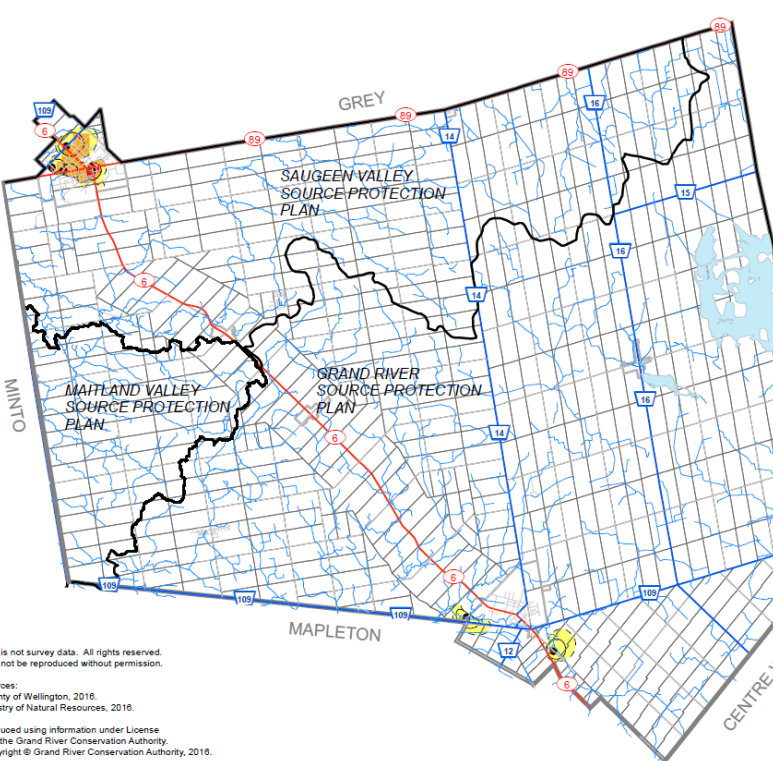 89
109
6
GREY
89
89
89
14
16
SAUGEEN VALLEY
SOURCE PROTECTION
PLAN
15
16
6
14
GRAND RIVER
SOURCE PROTECTION
PLAN
MAITLAND VALLEY
SOURCE PROTECTION
PLAN
MINTO
16
14
6
6
109
109
109
109
MAPLETON
12
6
CENTRE
is not survey data. All rights reserved.
not be reproduced without permission.
rces:
nty of Wellington, 2016.
stry of Natural Resources, 2016.
uced using information under License
the Grand River Conservation Authority.
yright © Grand River Conservation Authority, 2016.